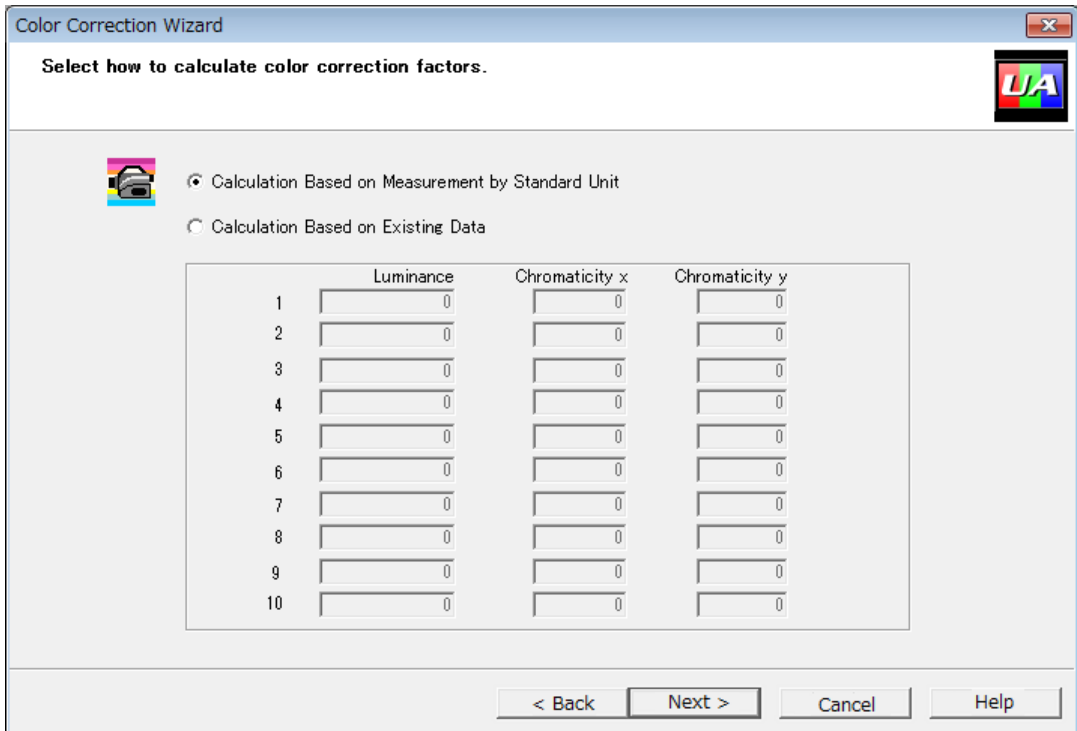 Color Correction Wizard
Select how to calculate color correction factors.
UA
Calculation Based on Measurement by Standard Unit
Calculation Based on Existing Data
Luminance Chromaticity x Chromaticity y
1 0 0 0
2 0 0 0
3 0 0 0
4 0 0 0
5 0 0 0
6 0 0 0
7 0 0 0
8 0 0 0
9 0 0 0
10 0 0 0
< Back Next > Cancel Help